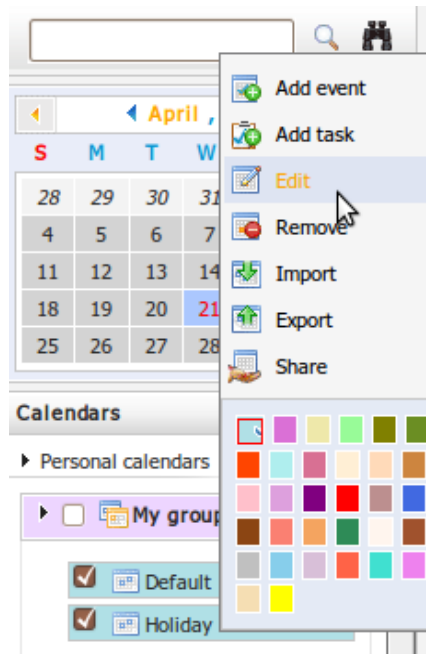 April ,
S M T W
28 29 30 31
4 5 6 7
11 12 13 14
18 19 20 21
25 26 27 28
Add event
Add task
Edit
Remove
Import
Export
Share
Calendars
Personal calendars
My group
Default
Holiday